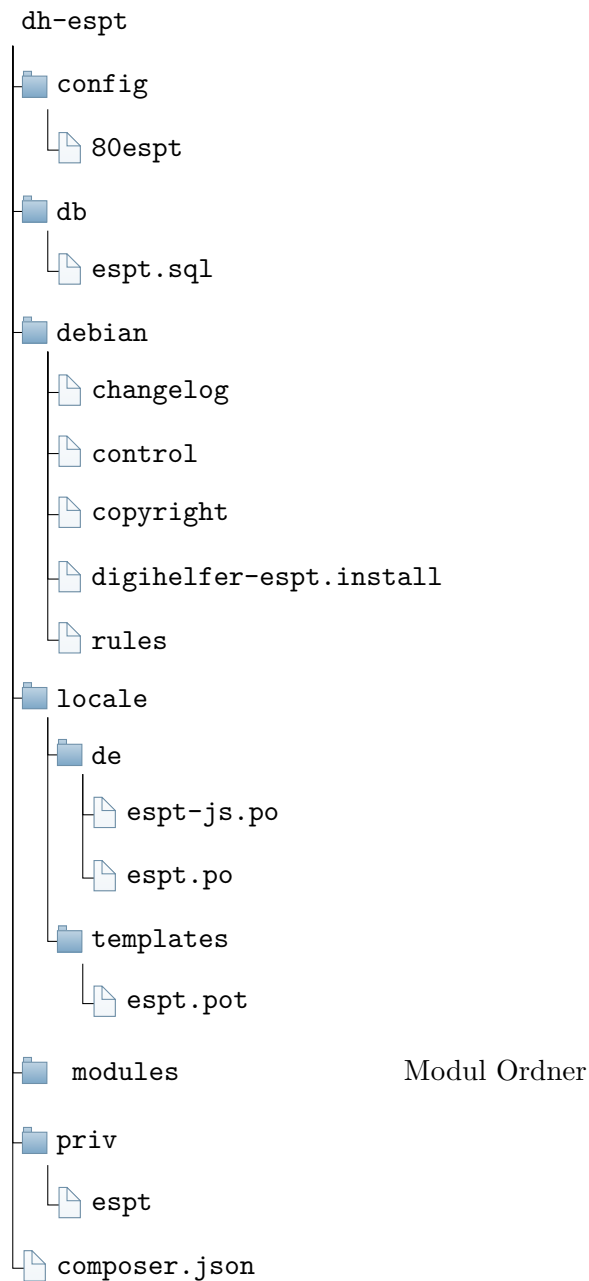 dh-espt
config
80espt
db
espt.sql
debian
changelog
control
copyright
digihelfer-espt.install
rules
locale
de
espt-js.po
espt.po
templates
espt.pot
modules Modul Ordner
priv
espt
composer.json